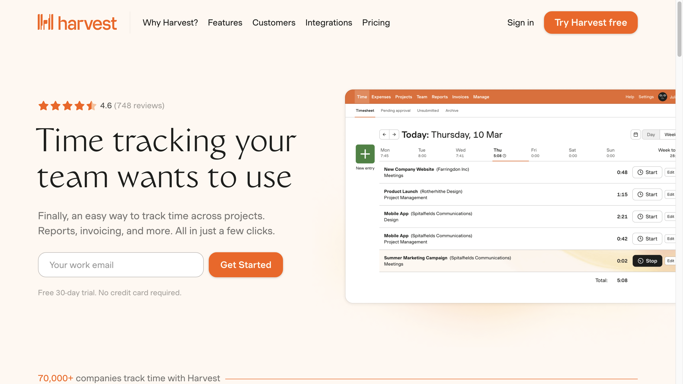 harvest
Why Harvest? Features Customers Integrations Pricing
Sign in
Try Harvest free
4.6 (748 reviews)
Time tracking your
team wants to use
Finally, an easy way to track time across projects.
Reports, invoicing, and more. All in just a few clicks.
Your work email
Get Started
Free 30-day trial. No credit card required.
Time Expenses Projects Team Reports Invoices Manage
Help Settings
Timesheet Pending approval Unsubmitted Archive
Today: Thursday, 10 Mar
Day Week
New entry
Mon Tue Wed Thu Fri Sat Sun
7:45 8:00 7:41 5:08 0:00 0:00 0:00
New Company Website (Farringdon Inc)
Meetings
0:48 Start Edit
Product Launch (Rotherhithe Design)
Project Management
1:15 Start Edit
Mobile App (Spitalfields Communications)
Design
2:21 Start Edit
Mobile App (Spitalfields Communications)
Project Management
0:42 Start Edit
Summer Marketing Campaign (Spitalfields Communications)
Meetings
0:02 Stop Edit
Total: 5:08
70,000+ companies track time with Harvest